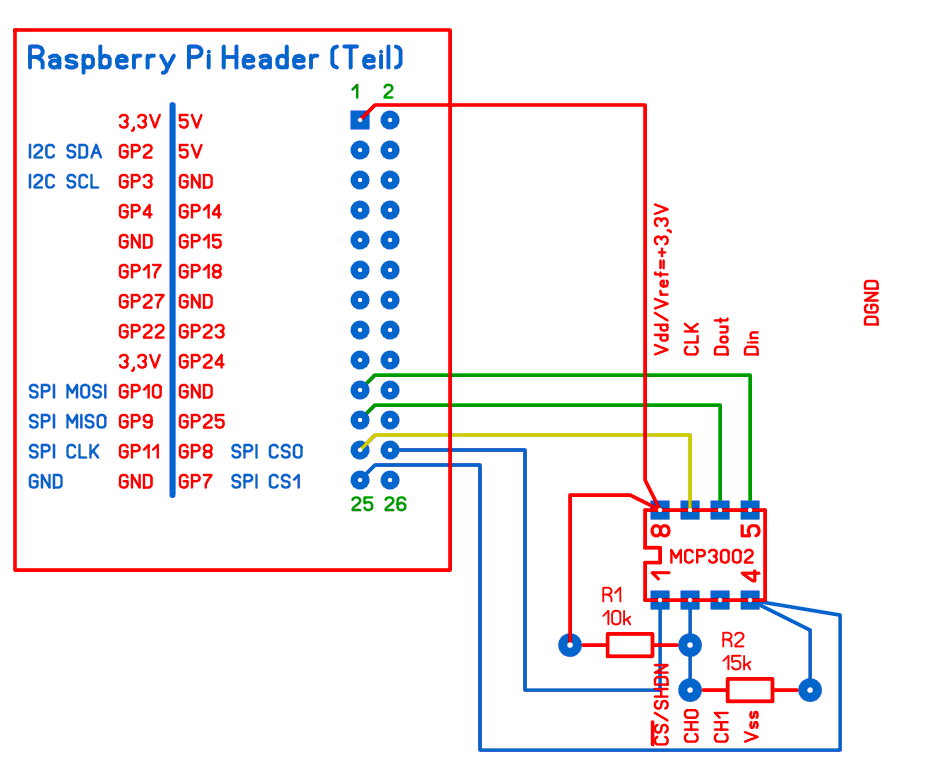 Raspberry Pi Header (Teil)
1 2
3,3V 5V
I2C SDA GP2 5V
I2C SCL GP3 GND
GP4 GP14
GND GP15
GP17 GP18
GP27 GND
GP22 GP23
3,3V GP24
SPI MOSI GP10 GND
SPI MISO GP9 GP25
SPI CLK GP11 GP8 SPI CS0
GND GND GP7 SPI CS1
25 26
Vdd/Vref=+3,3V
CLK
Dout
Din
DGND
8 5
MCP3002
1 4
R1
10k
R2
15k
CS/SHDN
CH0
CH1
Vss